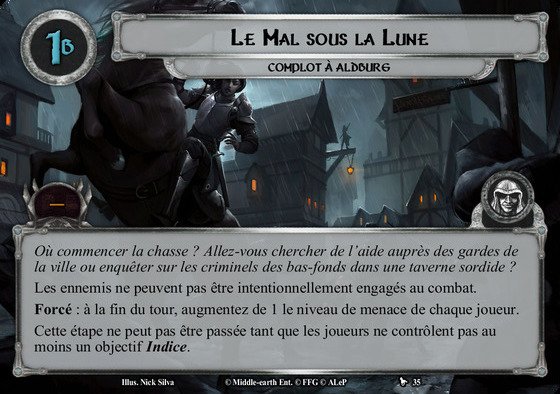 1B
Le Mal sous la Lune
Complot à Aldburg
–
Où commencer la chasse ? Allez-vous chercher de l'aide auprès des gardes de
la ville ou enquêter sur les criminels des bas-fonds dans une taverne sordide ?
Les ennemis ne peuvent pas être intentionnellement engagés au combat.
Forcé : à la fin du tour, augmentez de 1 le niveau de menace de chaque joueur.
Cette étape ne peut pas être passée tant que les joueurs ne contrôlent pas au
moins un objectif Indice.
Illus. Nick Silva © Middle-earth Ent. © FFG © ALeP 35